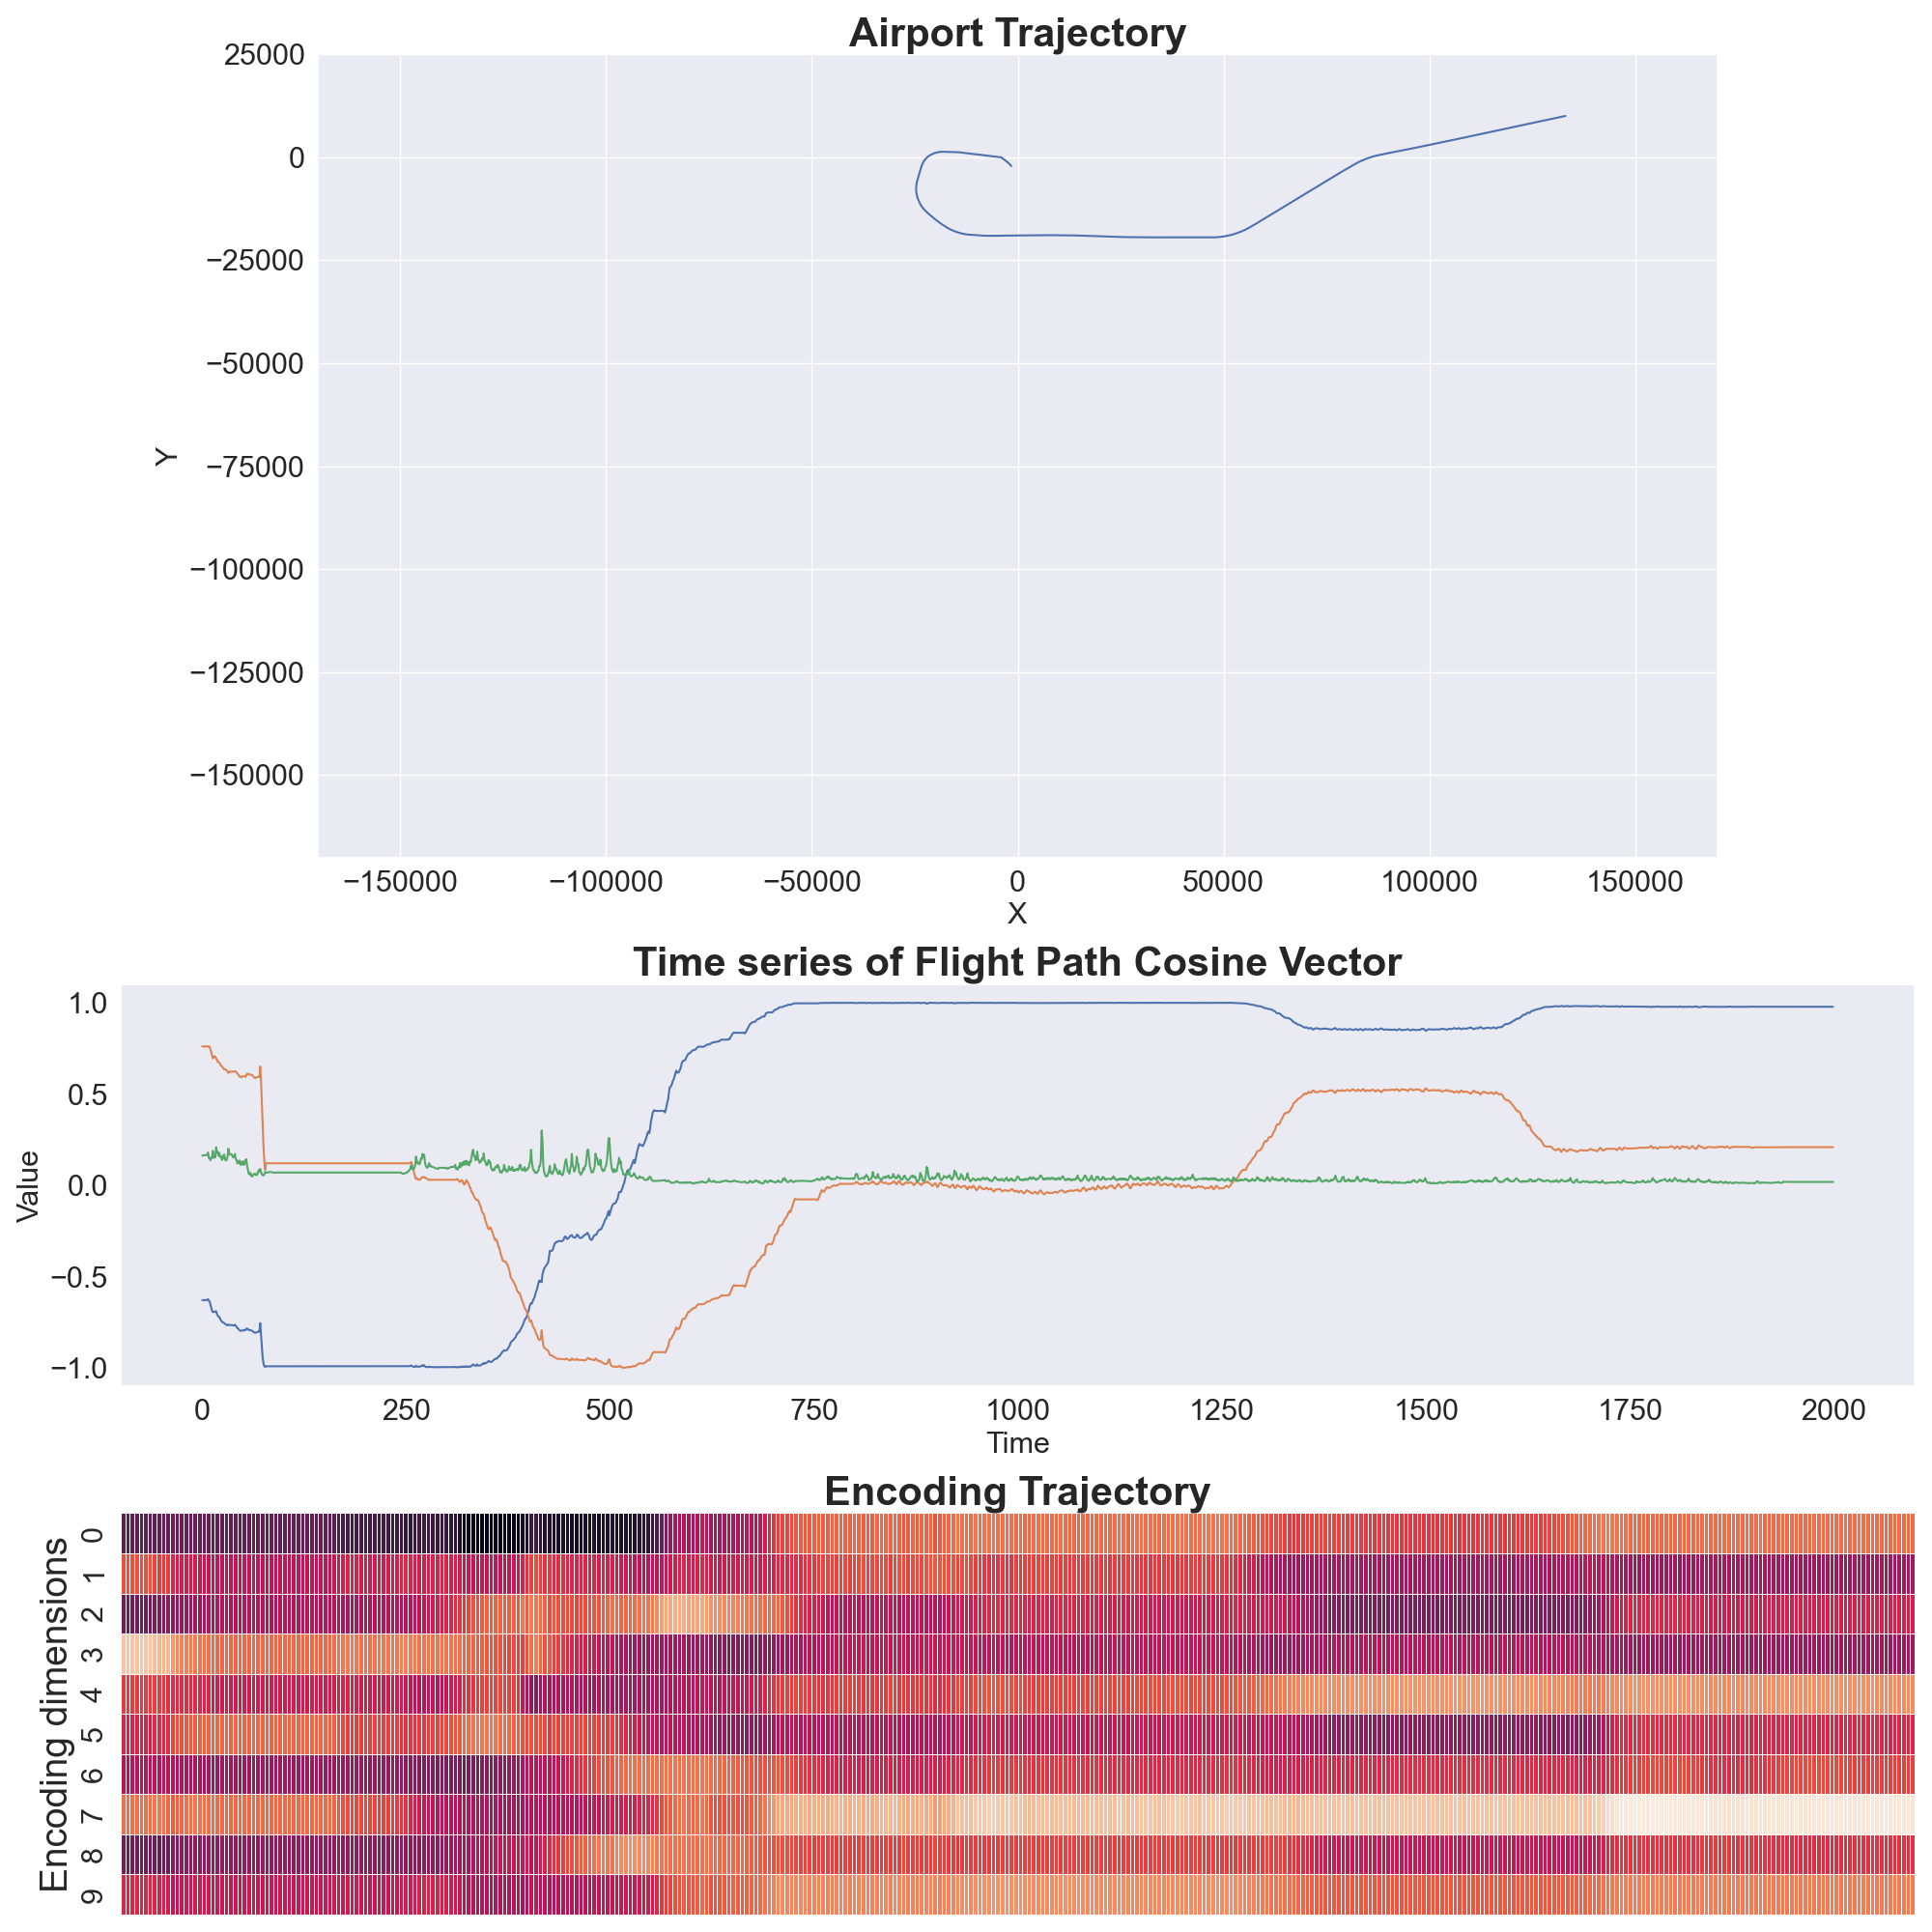 Airport Trajectory
25000
0
−25000
−50000
−75000
−100000
−125000
−150000
Y
−150000 −100000 −50000 0 50000 100000 150000
X
Time series of Flight Path Cosine Vector
1.0
0.5
0.0
−0.5
−1.0
Value
0 250 500 750 1000 1250 1500 1750 2000
Time
Encoding Trajectory
Encoding dimensions
0
1
2
3
4
5
6
7
8
9